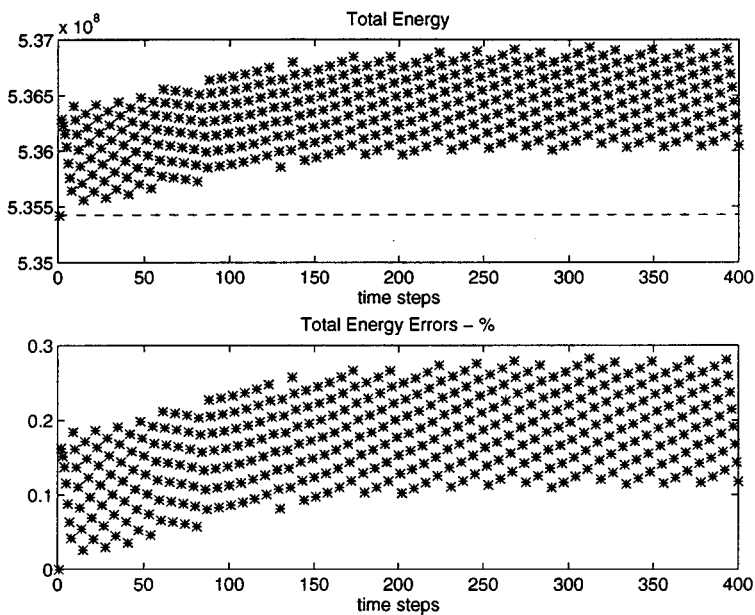 x 10^8
Total Energy
5.37
5.365
5.36
5.355
5.35
0 50 100 150 200 250 300 350 400
time steps
Total Energy Errors – %
0.3
0.2
0.1
0
0 50 100 150 200 250 300 350 400
time steps